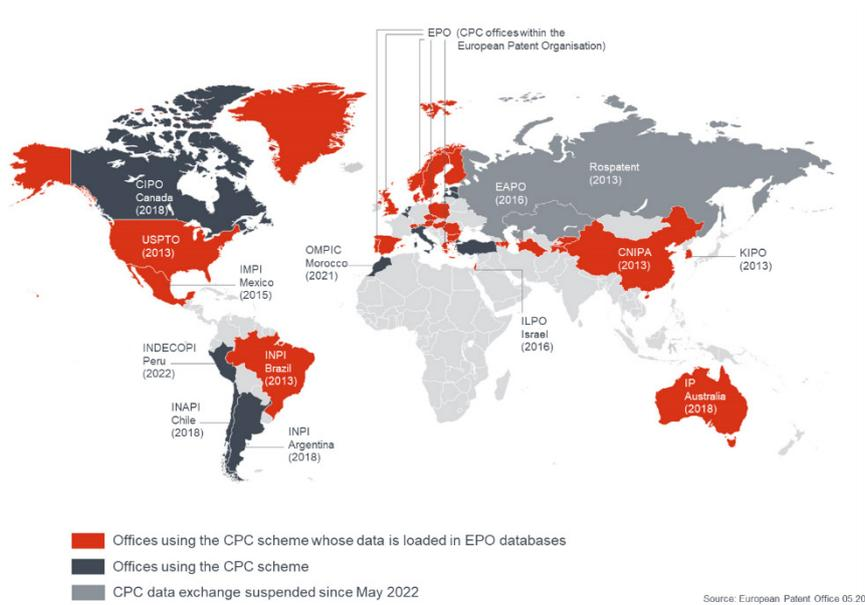 EPO (CPC offices within the
European Patent Organisation)
CIPO
Canada
(2018)
Rospatent
(2013)
EAPO
(2016)
USPTO
(2013)
OMPIC
Morocco
(2021)
CNIPA
(2013)
KIPO
(2013)
IMPI
Mexico
(2015)
ILPO
Israel
(2016)
INDECOPI
Peru
(2022)
INPI
Brazil
(2013)
IP
Australia
(2018)
INAPI
Chile
(2018)
INPI
Argentina
(2018)
Offices using the CPC scheme whose data is loaded in EPO databases
Offices using the CPC scheme
CPC data exchange suspended since May 2022
Source: European Patent Office 05.20